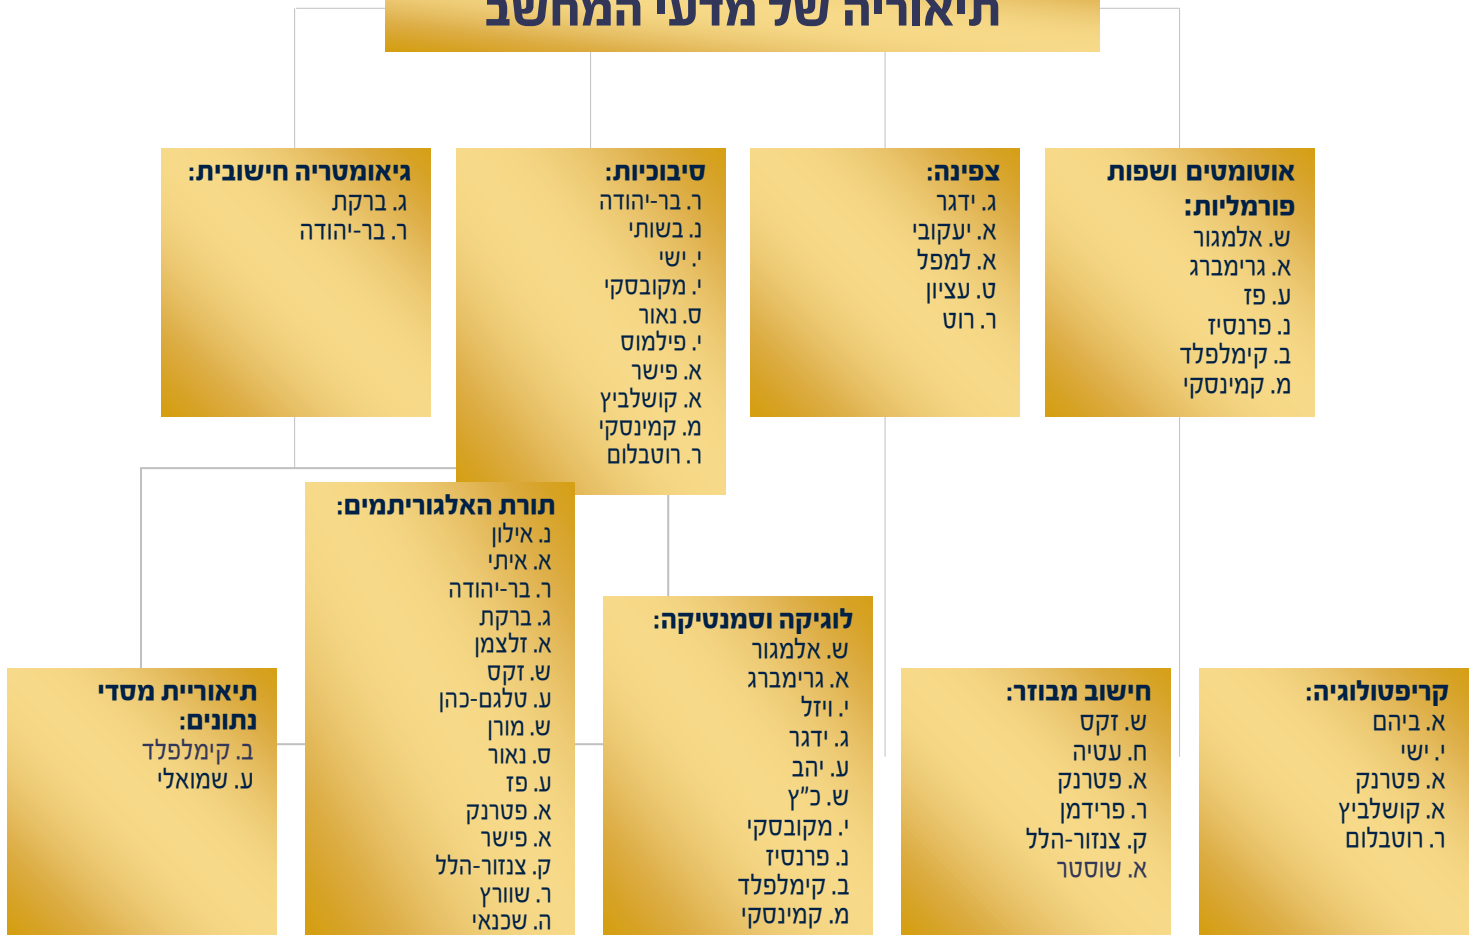 תיאוריה של מדעי המחשב
אוטומטים ושפות
פורמליות:
ש. אלמגור
א. גרימברג
ע. פז
נ. פרנסיז
ב. קימלפלד
מ. קמינסקי
צפינה:
ג. ידגר
א. יעקובי
א. למפל
ט. עציון
ר. רוט
סיבוכיות:
ר. בר-יהודה
נ. בשותי
י. ישי
י. מקובסקי
ס. נאור
י. פילמוס
א. פישר
א. קושלביץ
מ. קמינסקי
ר. רוטבלום
גיאומטריה חישובית:
ג. ברקת
ר. בר-יהודה
קריפטולוגיה:
א. ביהם
י. ישי
א. פטרנק
א. קושלביץ
ר. רוטבלום
חישוב מבוזר:
ש. זקס
ח. עטיה
א. פטרנק
ר. פרידמן
ק. צנזור-הלל
א. שוסטר
לוגיקה וסמנטיקה:
ש. אלמגור
א. גרימברג
י. ויזל
ג. ידגר
ע. יהב
ש. כ"ץ
י. מקובסקי
נ. פרנסיז
ב. קימלפלד
מ. קמינסקי
תורת האלגוריתמים:
נ. אילון
א. איתי
ר. בר-יהודה
ג. ברקת
א. זלצמן
ש. זקס
ע. טלגם-כהן
ש. מורן
ס. נאור
ע. פז
א. פטרנק
א. פישר
ק. צנזור-הלל
ר. שוורץ
ה. שכנאי
תיאוריית מסדי
נתונים:
ב. קימלפלד
ע. שמואלי